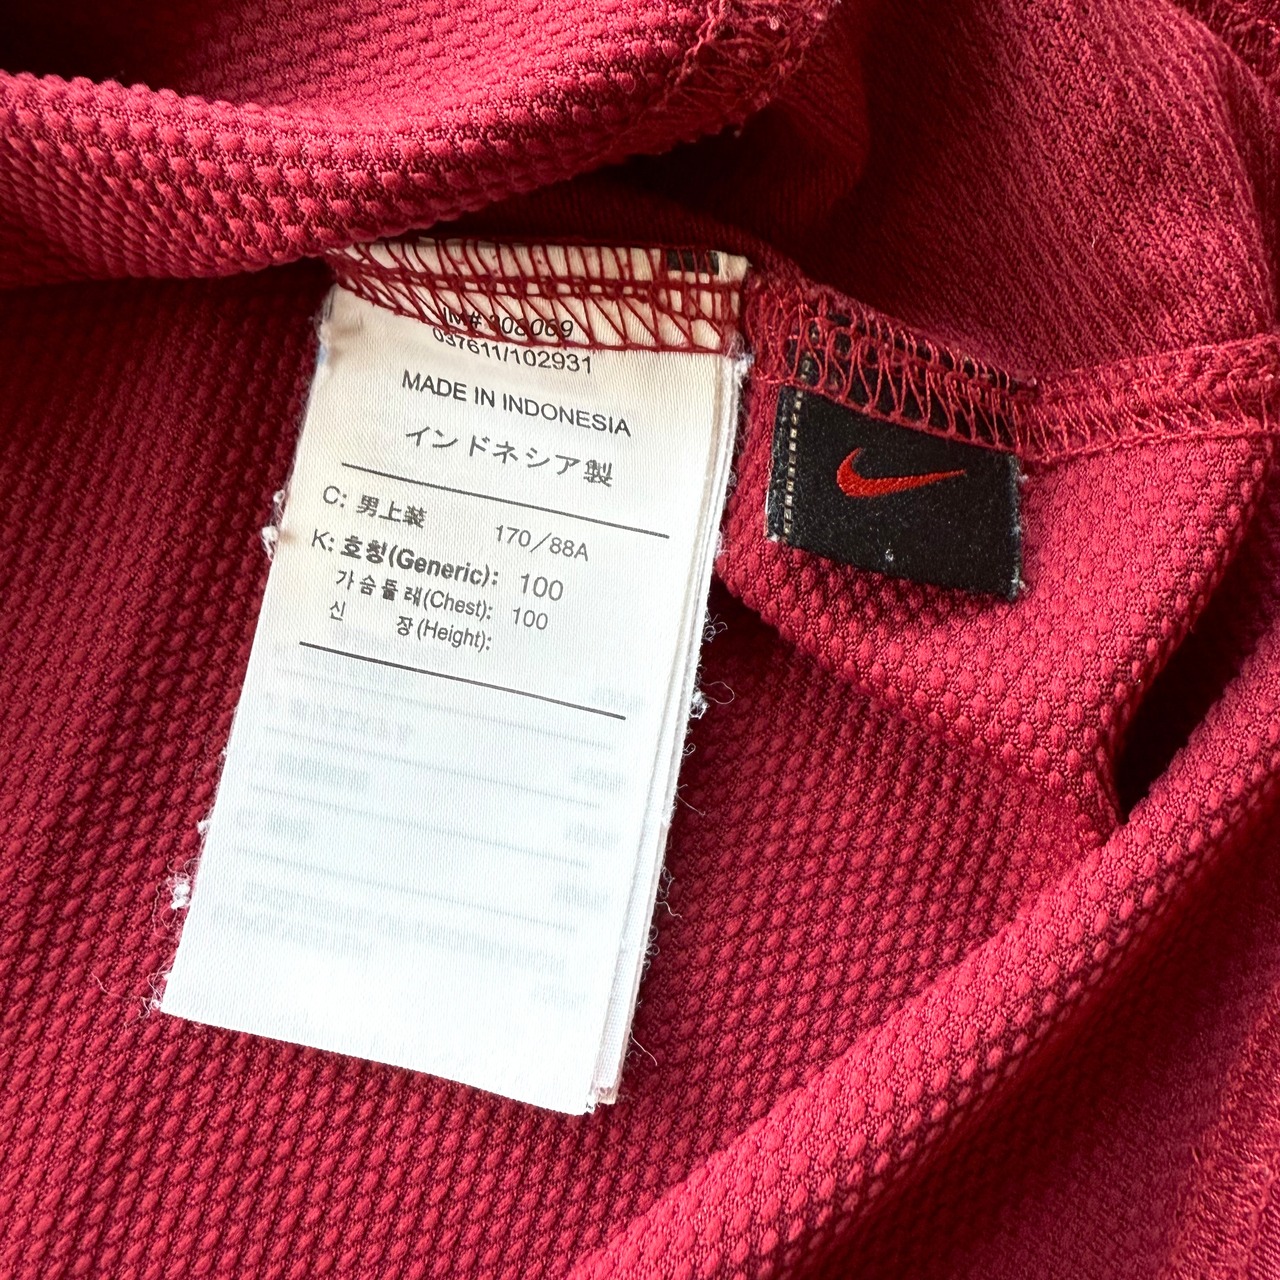 037611/102931
MADE IN INDONESIA
インドネシア製
C: 男上装 170/88A
K: 호칭(Generic): 100
가슴둘레(Chest): 100
신 장(Height):